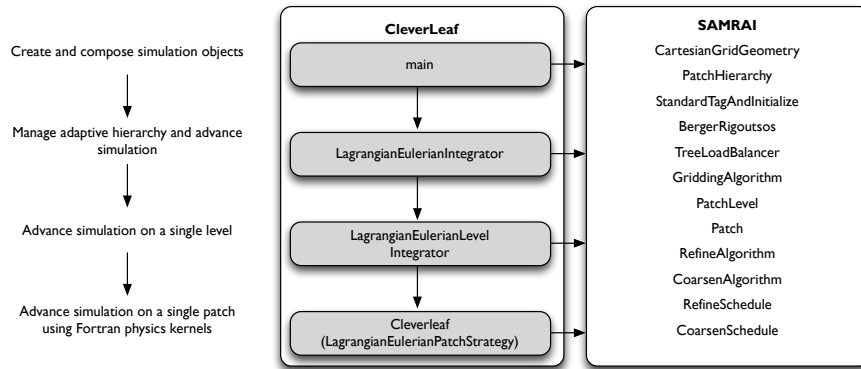 Create and compose simulation objects
Manage adaptive hierarchy and advance
simulation
Advance simulation on a single level
Advance simulation on a single patch
using Fortran physics kernels
CleverLeaf
main
LagrangianEulerianIntegrator
LagrangianEulerianLevel
Integrator
Cleverleaf
(LagrangianEulerianPatchStrategy)
SAMRAI
CartesianGridGeometry
PatchHierarchy
StandardTagAndInitialize
BergerRigoutsos
TreeLoadBalancer
GriddingAlgorithm
PatchLevel
Patch
RefineAlgorithm
CoarsenAlgorithm
RefineSchedule
CoarsenSchedule